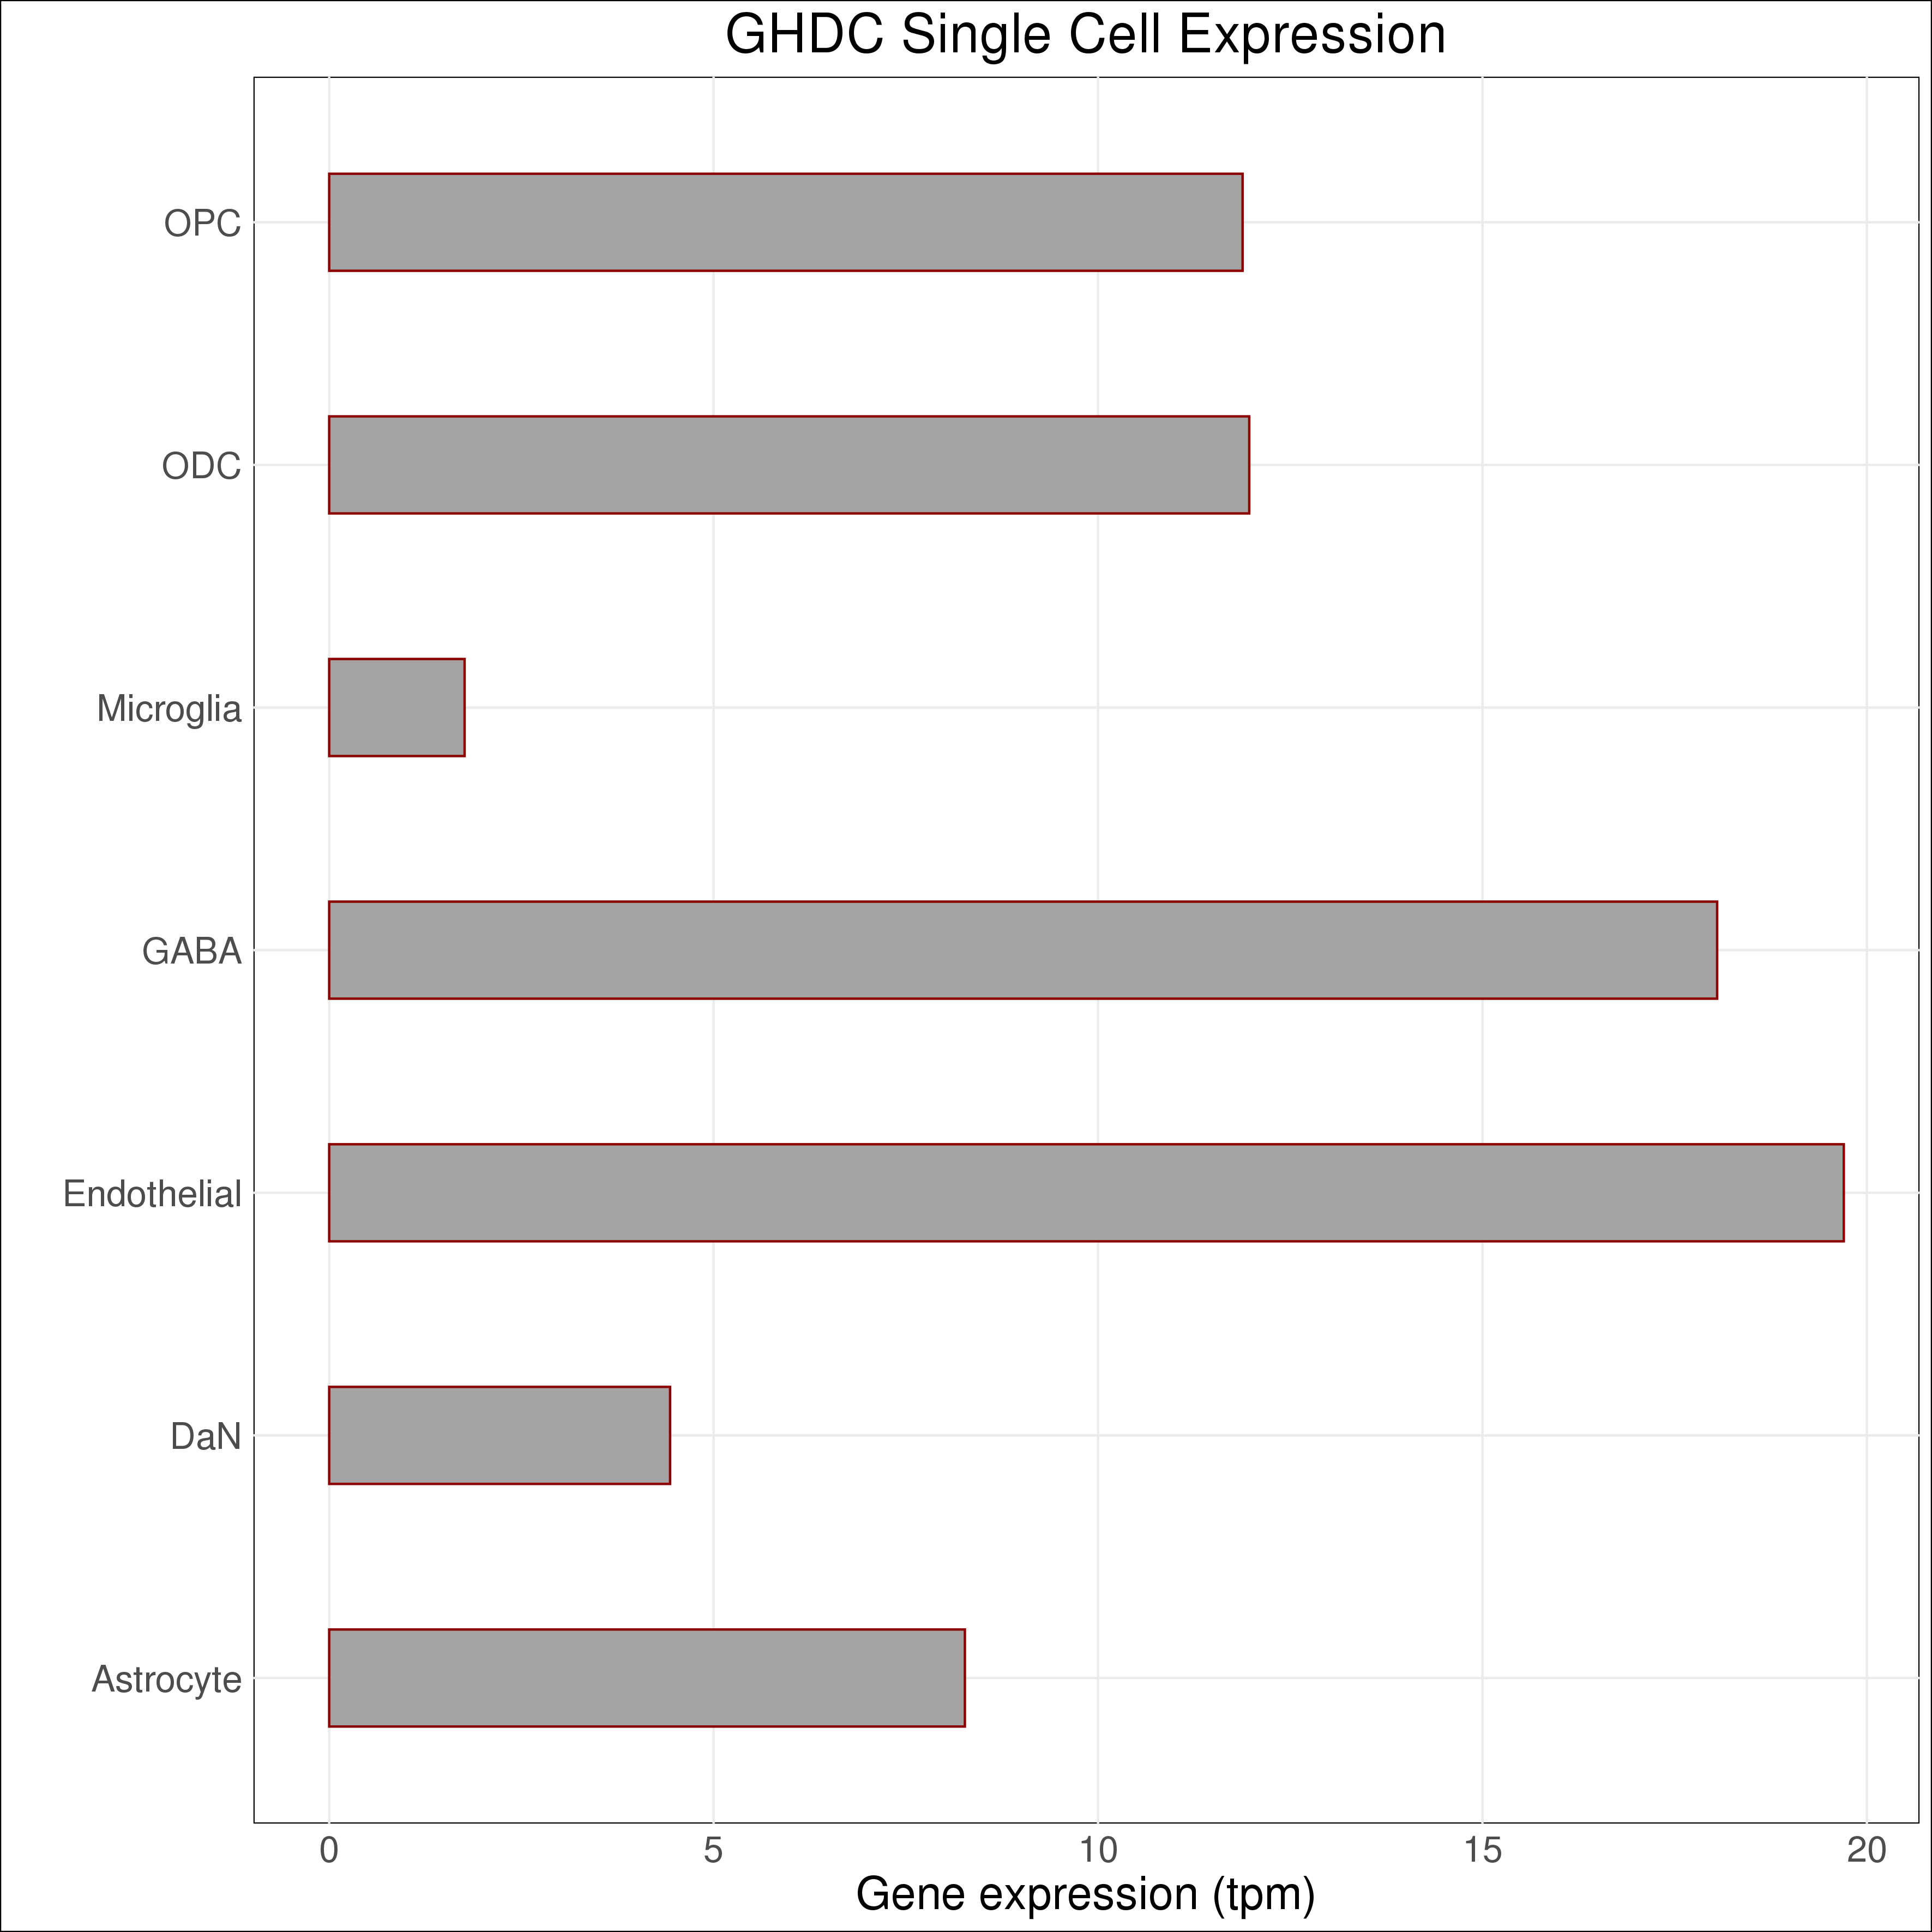 GHDC Single Cell Expression
OPC
ODC
Microglia
GABA
Endothelial
DaN
Astrocyte
0 5 10 15 20
Gene expression (tpm)